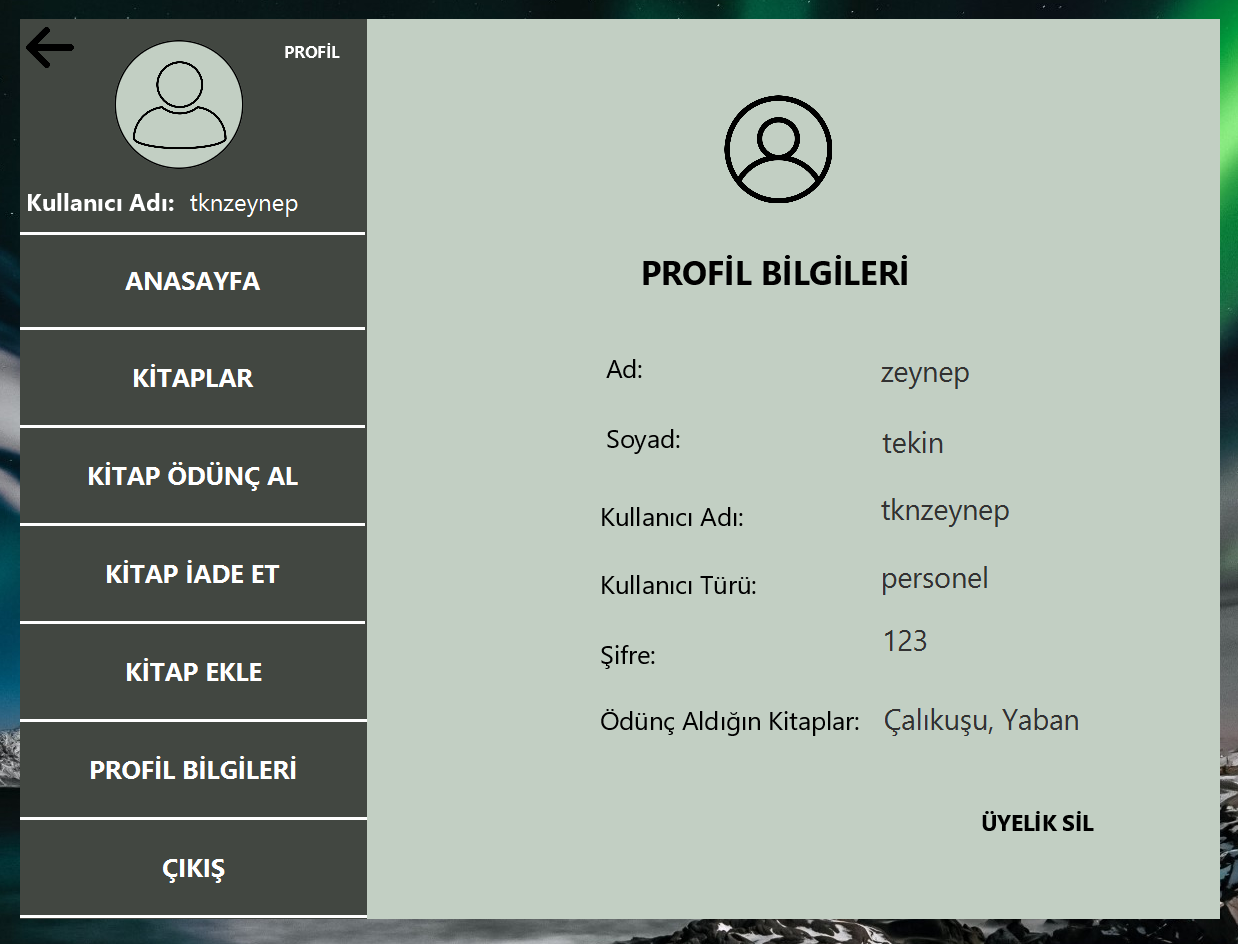 PROFİL
Kullanıcı Adı: tknzeynep
ANASAYFA
KİTAPLAR
KİTAP ÖDÜNÇ AL
KİTAP İADE ET
KİTAP EKLE
PROFİL BİLGİLERİ
ÇIKIŞ
PROFİL BİLGİLERİ
Ad: zeynep
Soyad: tekin
Kullanıcı Adı: tknzeynep
Kullanıcı Türü: personel
Şifre: 123
Ödünç Aldığın Kitaplar: Çalıkuşu, Yaban
ÜYELİK SİL